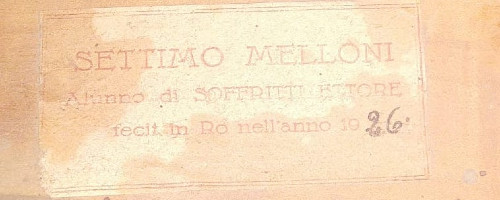 SETTIMO MELLONI
Alunno di SOFFRITTI ETTORE
fecit in Ro nell'anno 1926.